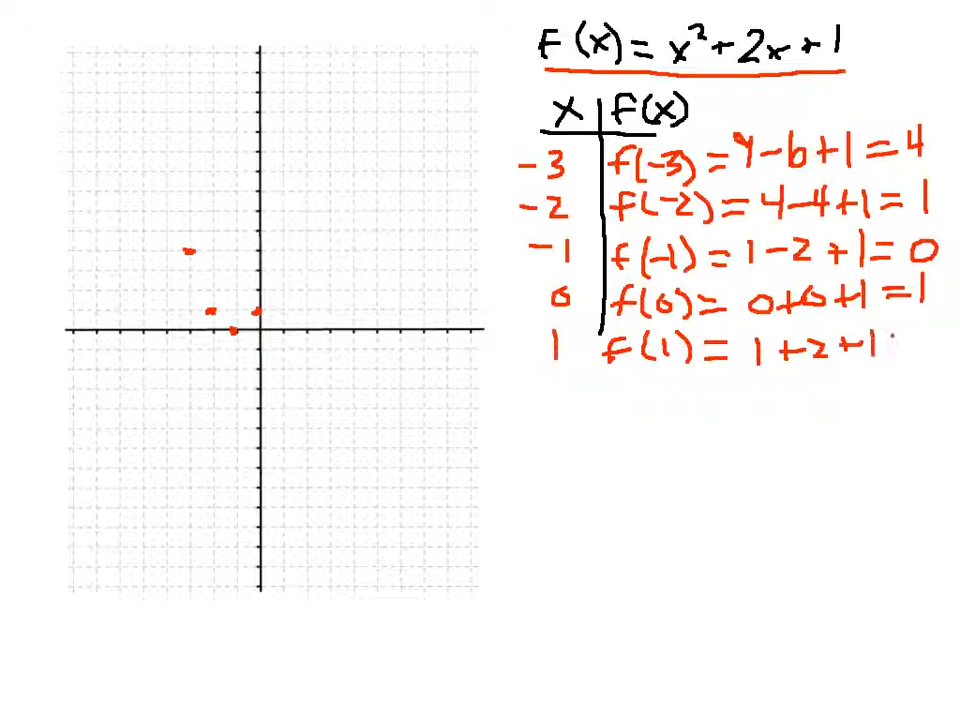 F(x) = x² + 2x + 1
x | F(x)
-3 f(-3) = 9 - 6 + 1 = 4
-2 f(-2) = 4 - 4 + 1 = 1
-1 f(-1) = 1 - 2 + 1 = 0
0 f(0) = 0 + 0 + 1 = 1
1 f(1) = 1 + 2 + 1